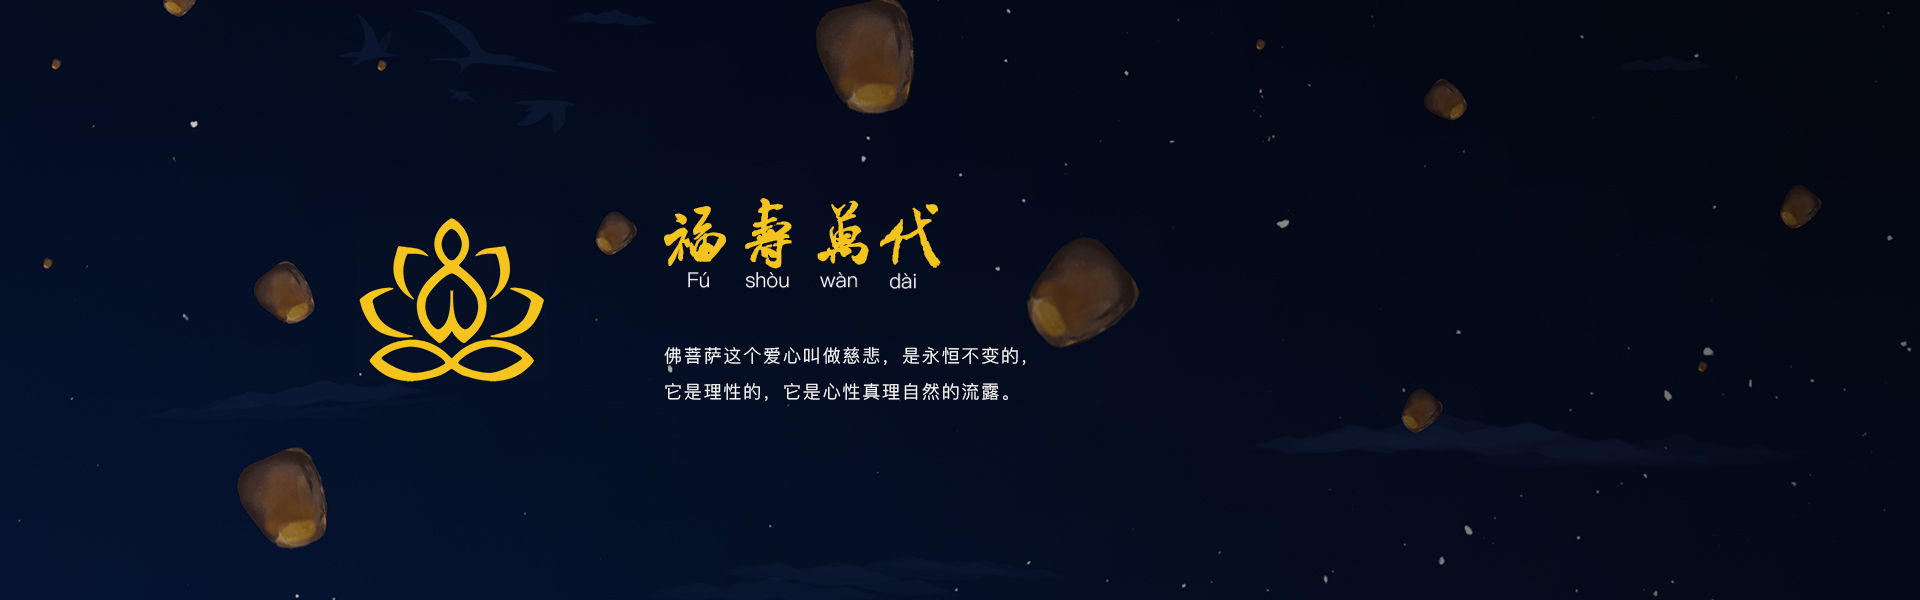 福寿萬代
Fú shòu wàn dài
佛菩萨这个爱心叫做慈悲，是永恒不变的，
它是理性的，它是心性真理自然的流露。